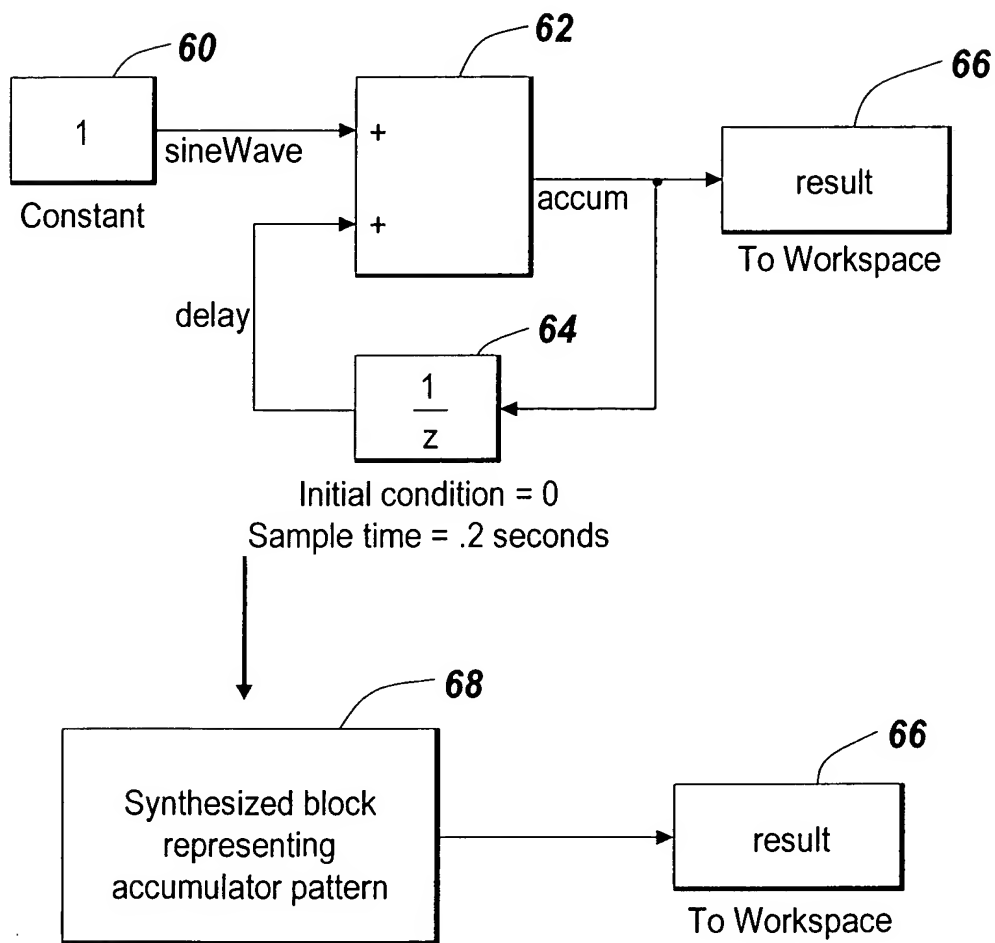 60
62
66
1
+
sineWave
result
accum
Constant
+
To Workspace
delay
64
1
z
Initial condition = 0
Sample time = .2 seconds
68
66
Synthesized block
representing
accumulator pattern
result
To Workspace